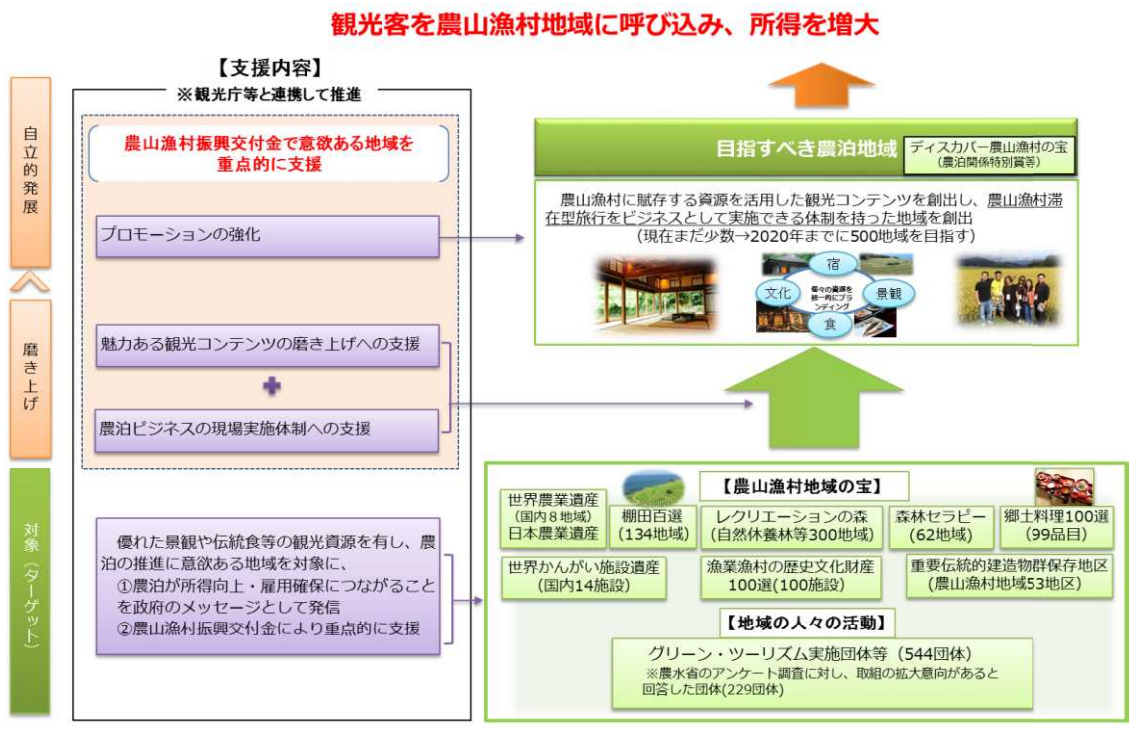 観光客を農山漁村地域に呼び込み、所得を増大
【支援内容】
※観光庁等と連携して推進
自立的発展
磨き上げ
対象（ターゲット）
農山漁村振興交付金で意欲ある地域を
重点的に支援
プロモーションの強化
魅力ある観光コンテンツの磨き上げへの支援
農泊ビジネスの現場実施体制への支援
優れた景観や伝統食等の観光資源を有し、農
泊の推進に意欲ある地域を対象に、
①農泊が所得向上・雇用確保につながること
を政府のメッセージとして発信
②農山漁村振興交付金により重点的に支援
目指すべき農泊地域
ディスカバー農山漁村の宝
（農泊関係特別賞等）
農山漁村に賦存する資源を活用した観光コンテンツを創出し、農山漁村滞
在型旅行をビジネスとして実施できる体制を持った地域を創出
（現在まだ少数→2020年までに500地域を目指す）
宿
文化
個々の資源を
統一的にブラ
ンディング
景観
食
【農山漁村地域の宝】
世界農業遺産
（国内８地域）
日本農業遺産
棚田百選
（134地域）
レクリエーションの森
（自然休養林等300地域）
森林セラピー
（62地域）
郷土料理100選
（99品目）
世界かんがい施設遺産
（国内14施設）
漁業漁村の歴史文化財産
100選(100施設)
重要伝統的建造物群保存地区
（農山漁村地域53地区）
【地域の人々の活動】
グリーン・ツーリズム実施団体等（544団体）
※農水省のアンケート調査に対し、取組の拡大意向があると
回答した団体(229団体)